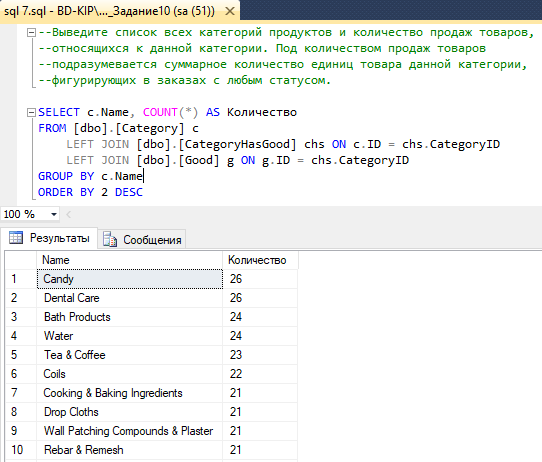 sql 7.sql - BD-KIP\..._Задание10 (sa (51))
--Выведите список всех категорий продуктов и количество продаж товаров,
--относящихся к данной категории. Под количеством продаж товаров
--подразумевается суммарное количество единиц товара данной категории,
--фигурирующих в заказах с любым статусом.
SELECT c.Name, COUNT(*) AS Количество
FROM [dbo].[Category] c
LEFT JOIN [dbo].[CategoryHasGood] chs ON c.ID = chs.CategoryID
LEFT JOIN [dbo].[Good] g ON g.ID = chs.CategoryID
GROUP BY c.Name
ORDER BY 2 DESC
100 %
Результаты Сообщения
Name Количество
1 Candy 26
2 Dental Care 26
3 Bath Products 24
4 Water 24
5 Tea & Coffee 23
6 Coils 22
7 Cooking & Baking Ingredients 21
8 Drop Cloths 21
9 Wall Patching Compounds & Plaster 21
10 Rebar & Remesh 21